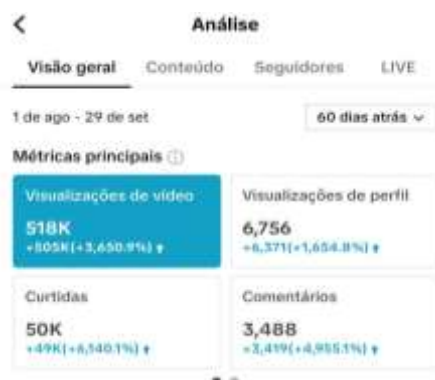 Análise
Visão geral Conteúdo Seguidores LIVE
1 de ago - 29 de set 60 dias atrás
Métricas principais
Visualizações de vídeo Visualizações de perfil
518K 6,756
+505K(+3,650.9%) +6,371(+1,654.8%)
Curtidas Comentários
50K 3,488
+49K(+6,140.1%) +3,419(+4,955.1%)